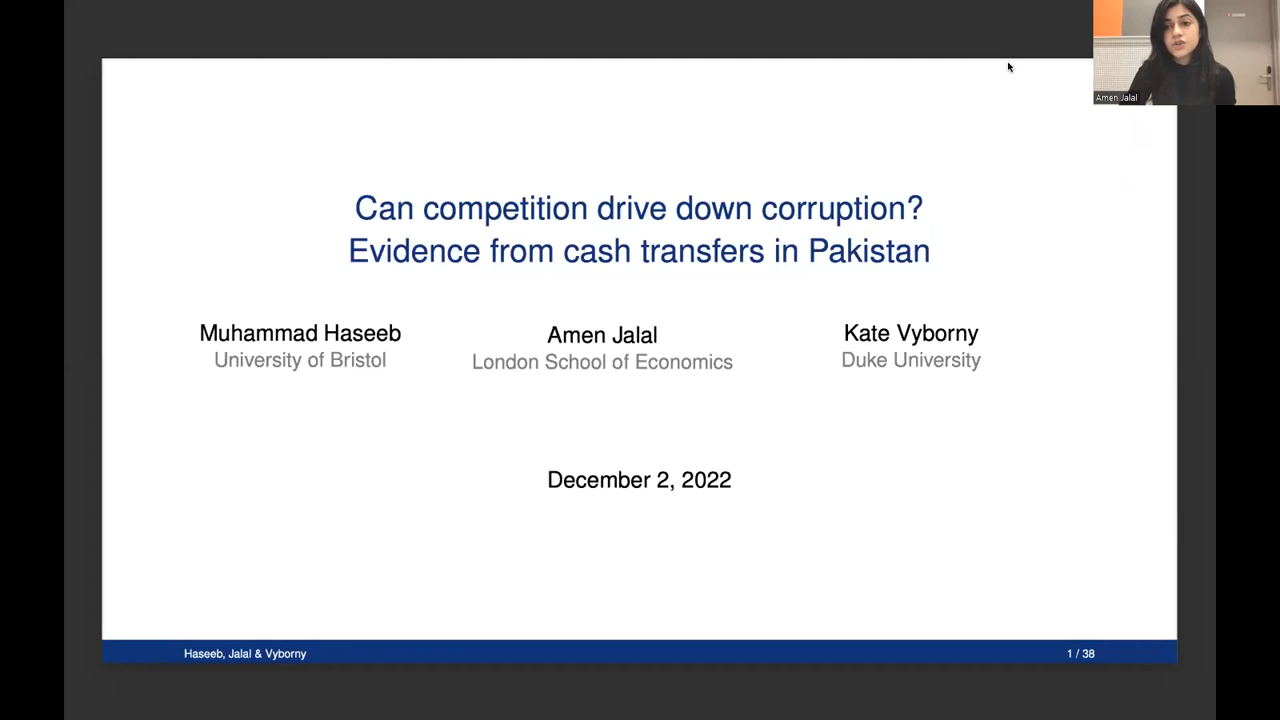 Amen Jalal
Can competition drive down corruption?
Evidence from cash transfers in Pakistan
Muhammad Haseeb
University of Bristol
Amen Jalal
London School of Economics
Kate Vyborny
Duke University
December 2, 2022
Haseeb, Jalal & Vyborny
1 / 38